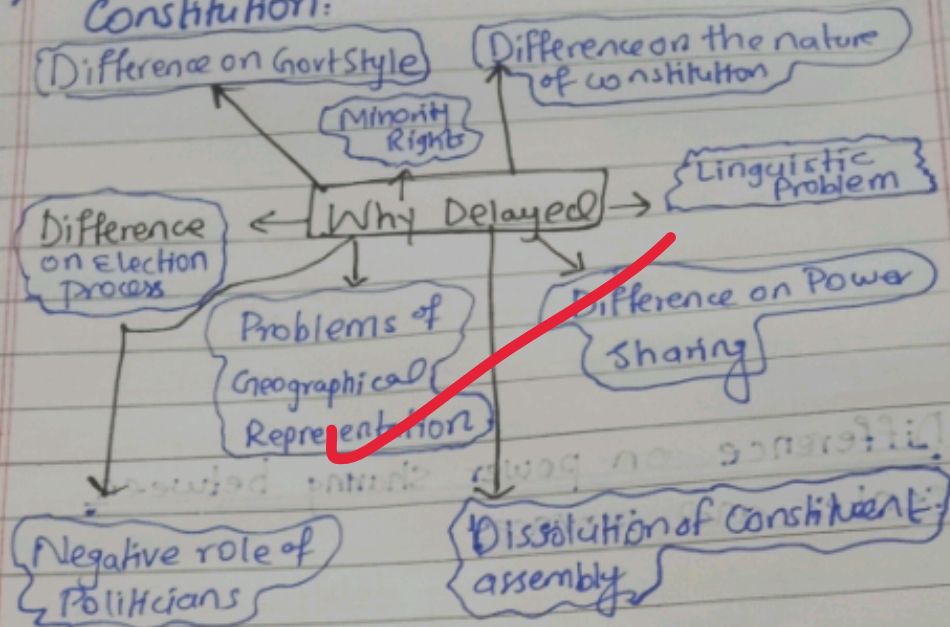 Constitution:
Difference on Govt Style
Difference on the nature
of constitution
Minority
Rights
Linguistic
Problem
Why Delayed
Difference
on Election
process
Problems of
Geographical
Representation
Difference on Power
sharing
Negative role of
Politicians
Dissolution of Constituent
assembly